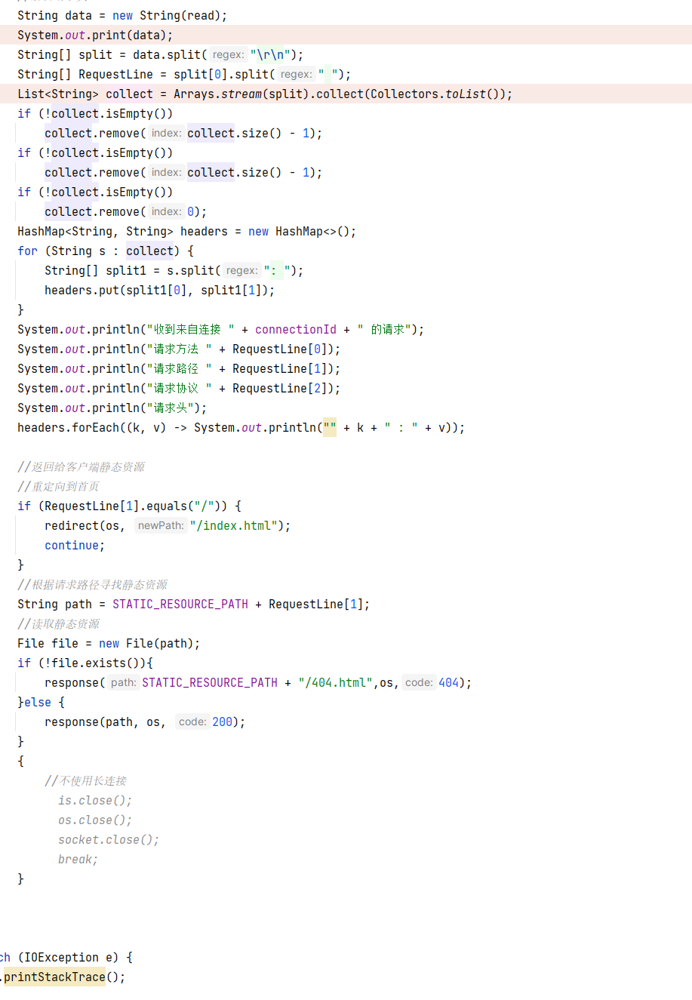 String data = new String(read);
System.out.print(data);
String[] split = data.split( regex: "\r\n");
String[] RequestLine = split[0].split( regex: " ");
List<String> collect = Arrays.stream(split).collect(Collectors.toList());
if (!collect.isEmpty())
collect.remove( index: collect.size() - 1);
if (!collect.isEmpty())
collect.remove( index: collect.size() - 1);
if (!collect.isEmpty())
collect.remove( index: 0);
HashMap<String, String> headers = new HashMap<>();
for (String s : collect) {
String[] split1 = s.split( regex: ": ");
headers.put(split1[0], split1[1]);
}
System.out.println("收到来自连接 " + connectionId + " 的请求");
System.out.println("请求方法 " + RequestLine[0]);
System.out.println("请求路径 " + RequestLine[1]);
System.out.println("请求协议 " + RequestLine[2]);
System.out.println("请求头");
headers.forEach((k, v) -> System.out.println("" + k + " : " + v));
//返回给客户端静态资源
//重定向到首页
if (RequestLine[1].equals("/")) {
redirect(os, newPath: "/index.html");
continue;
}
//根据请求路径寻找静态资源
String path = STATIC_RESOURCE_PATH + RequestLine[1];
//读取静态资源
File file = new File(path);
if (!file.exists()){
response( path: STATIC_RESOURCE_PATH + "/404.html",os, code: 404);
}else {
response(path, os, code: 200);
}
{
//不使用长连接
is.close();
os.close();
socket.close();
break;
}
ch (IOException e) {
.printStackTrace();